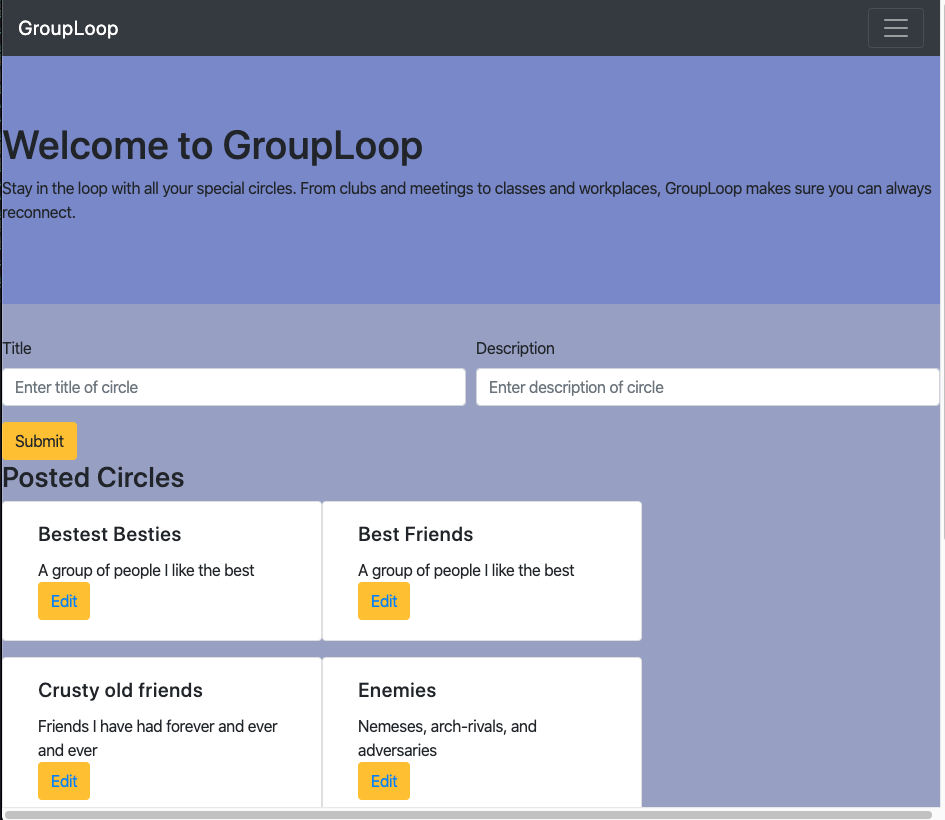 GroupLoop
Welcome to GroupLoop
Stay in the loop with all your special circles. From clubs and meetings to classes and workplaces, GroupLoop makes sure you can always
reconnect.
Title
Description
Enter title of circle
Enter description of circle
Submit
Posted Circles
Bestest Besties
A group of people I like the best
Edit
Best Friends
A group of people I like the best
Edit
Crusty old friends
Friends I have had forever and ever
and ever
Edit
Enemies
Nemeses, arch-rivals, and
adversaries
Edit